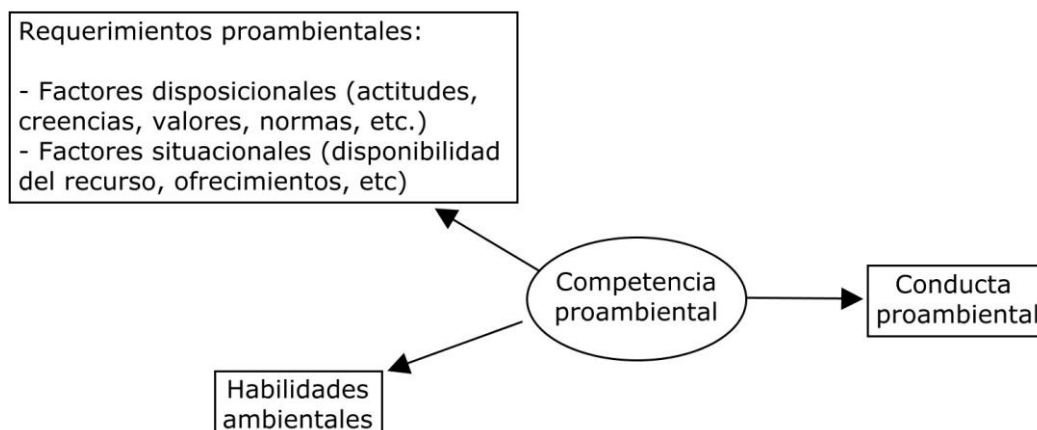 Requerimientos proambientales:
- Factores disposicionales (actitudes,
creencias, valores, normas, etc.)
- Factores situacionales (disponibilidad
del recurso, ofrecimientos, etc)
Competencia
proambiental
Conducta
proambiental
Habilidades
ambientales